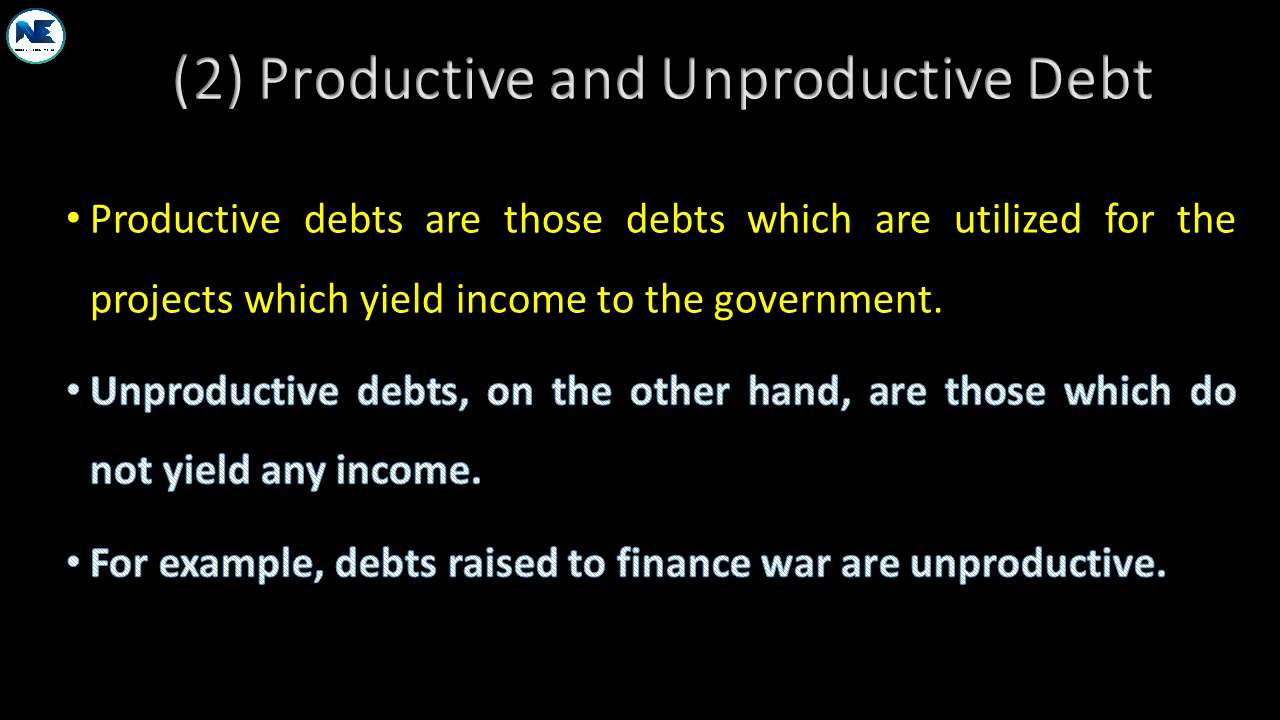 NE
(2) Productive and Unproductive Debt
• Productive debts are those debts which are utilized for the
projects which yield income to the government.
• Unproductive debts, on the other hand, are those which do
not yield any income.
• For example, debts raised to finance war are unproductive.